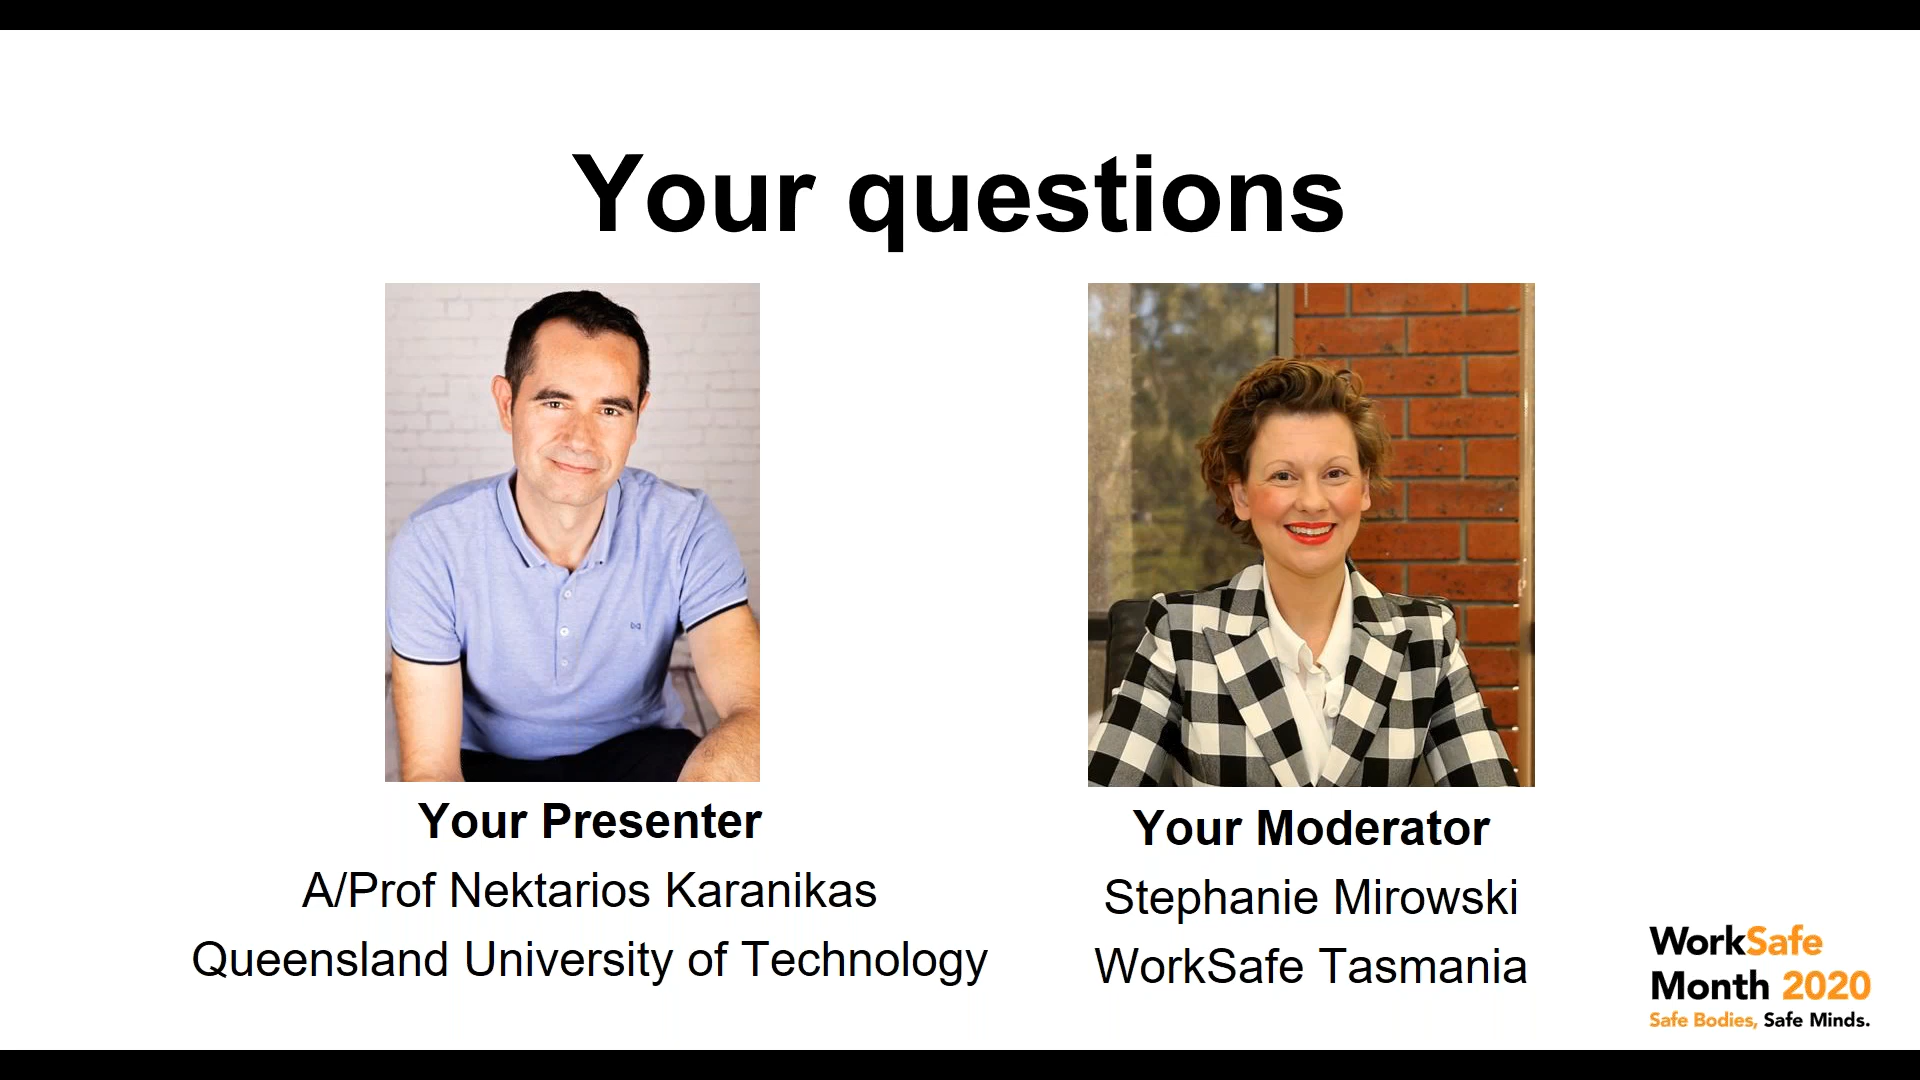 Your questions
Your Presenter
A/Prof Nektarios Karanikas
Queensland University of Technology
Your Moderator
Stephanie Mirowski
WorkSafe Tasmania
WorkSafe
Month 2020
Safe Bodies, Safe Minds.